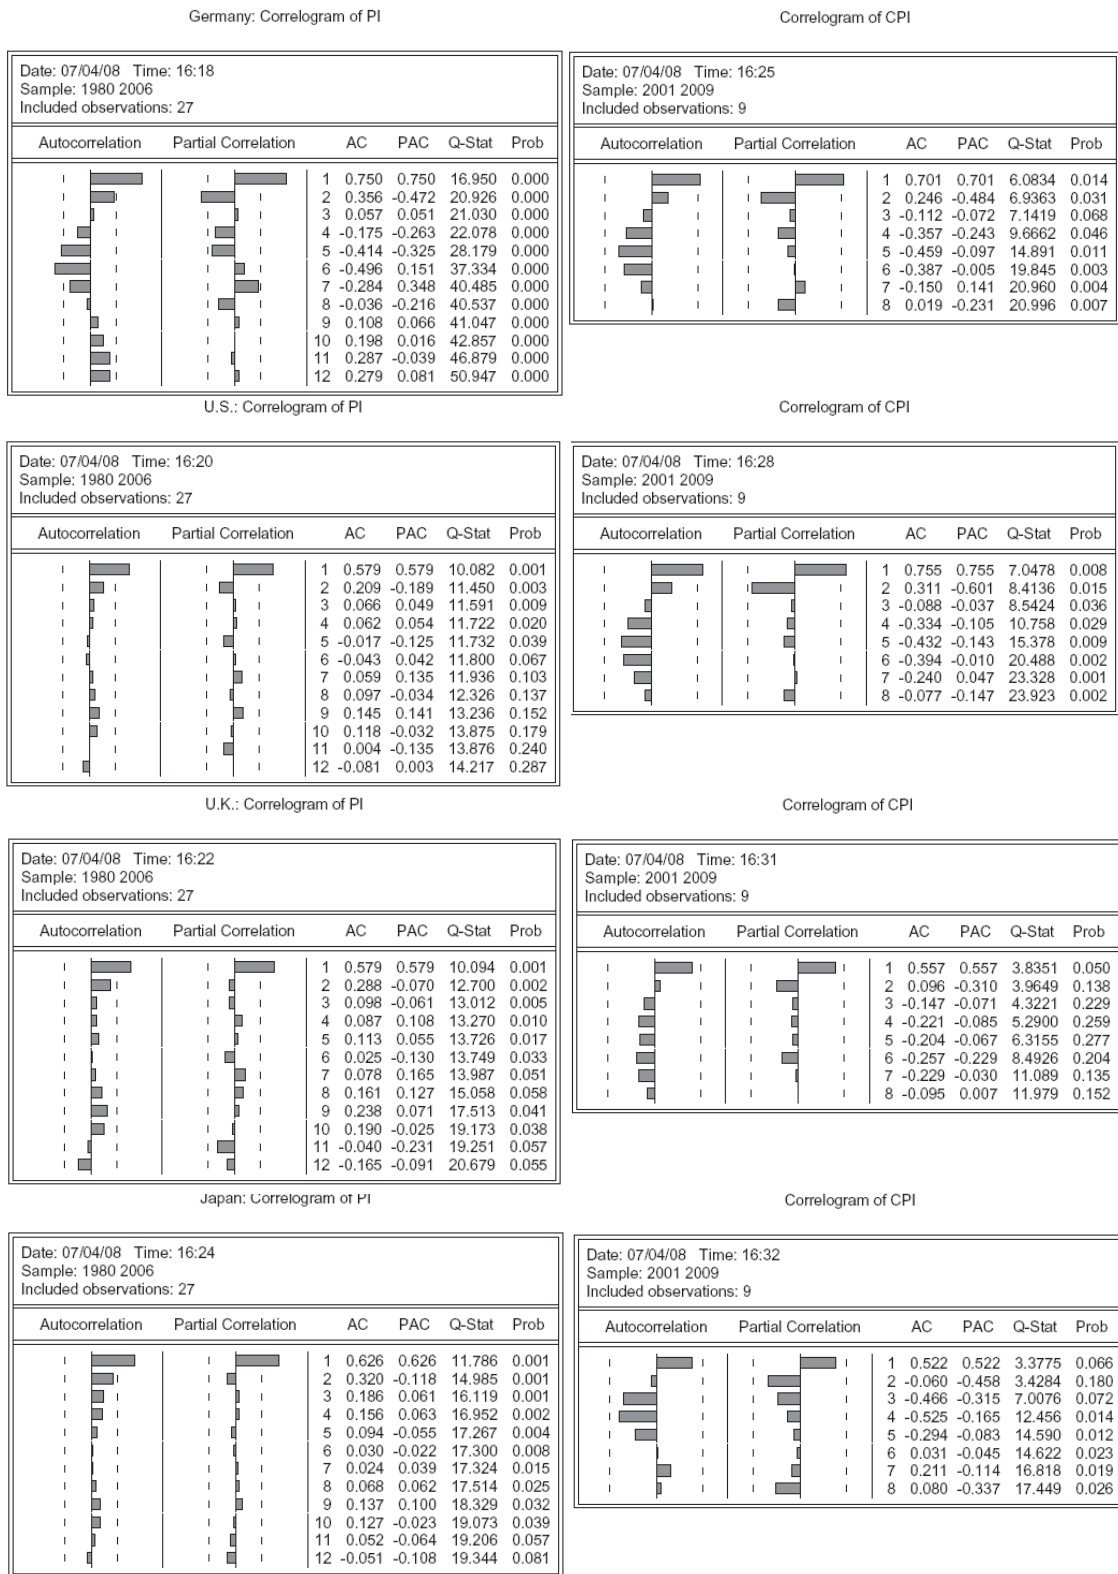 Germany: Correlogram of PI
Date: 07/04/08 Time: 16:18
Sample: 1980 2006
Included observations: 27
Autocorrelation Partial Correlation AC PAC Q-Stat Prob
1 0.750 0.750 16.950 0.000
2 0.356 -0.472 20.926 0.000
3 0.057 0.051 21.030 0.000
4 -0.175 -0.263 22.078 0.000
5 -0.414 -0.325 28.179 0.000
6 -0.496 0.151 37.334 0.000
7 -0.284 0.348 40.485 0.000
8 -0.036 -0.216 40.537 0.000
9 0.108 0.066 41.047 0.000
10 0.198 0.016 42.857 0.000
11 0.287 -0.039 46.879 0.000
12 0.279 0.081 50.947 0.000
Correlogram of CPI
Date: 07/04/08 Time: 16:25
Sample: 2001 2009
Included observations: 9
Autocorrelation Partial Correlation AC PAC Q-Stat Prob
1 0.701 0.701 6.0834 0.014
2 0.246 -0.484 6.9363 0.031
3 -0.112 -0.072 7.1419 0.068
4 -0.357 -0.243 9.6662 0.046
5 -0.459 -0.097 14.891 0.011
6 -0.387 -0.005 19.845 0.003
7 -0.150 0.141 20.960 0.004
8 0.019 -0.231 20.996 0.007
U.S.: Correlogram of PI
Date: 07/04/08 Time: 16:20
Sample: 1980 2006
Included observations: 27
Autocorrelation Partial Correlation AC PAC Q-Stat Prob
1 0.579 0.579 10.082 0.001
2 0.209 -0.189 11.450 0.003
3 0.066 0.049 11.591 0.009
4 0.062 0.054 11.722 0.020
5 -0.017 -0.125 11.732 0.039
6 -0.043 0.042 11.800 0.067
7 0.059 0.135 11.936 0.103
8 0.097 -0.034 12.326 0.137
9 0.145 0.141 13.236 0.152
10 0.118 -0.032 13.875 0.179
11 0.004 -0.135 13.876 0.240
12 -0.081 0.003 14.217 0.287
Correlogram of CPI
Date: 07/04/08 Time: 16:28
Sample: 2001 2009
Included observations: 9
Autocorrelation Partial Correlation AC PAC Q-Stat Prob
1 0.755 0.755 7.0478 0.008
2 0.311 -0.601 8.4136 0.015
3 -0.088 -0.037 8.5424 0.036
4 -0.334 -0.105 10.758 0.029
5 -0.432 -0.143 15.378 0.009
6 -0.394 -0.010 20.488 0.002
7 -0.240 0.047 23.328 0.001
8 -0.077 -0.147 23.923 0.002
U.K.: Correlogram of PI
Date: 07/04/08 Time: 16:22
Sample: 1980 2006
Included observations: 27
Autocorrelation Partial Correlation AC PAC Q-Stat Prob
1 0.579 0.579 10.094 0.001
2 0.288 -0.070 12.700 0.002
3 0.098 -0.061 13.012 0.005
4 0.087 0.108 13.270 0.010
5 0.113 0.055 13.726 0.017
6 0.025 -0.130 13.749 0.033
7 0.078 0.165 13.987 0.051
8 0.161 0.127 15.058 0.058
9 0.238 0.071 17.513 0.041
10 0.190 -0.025 19.173 0.038
11 -0.040 -0.231 19.251 0.057
12 -0.165 -0.091 20.679 0.055
Correlogram of CPI
Date: 07/04/08 Time: 16:31
Sample: 2001 2009
Included observations: 9
Autocorrelation Partial Correlation AC PAC Q-Stat Prob
1 0.557 0.557 3.8351 0.050
2 0.096 -0.310 3.9649 0.138
3 -0.147 -0.071 4.3221 0.229
4 -0.221 -0.085 5.2900 0.259
5 -0.204 -0.067 6.3155 0.277
6 -0.257 -0.229 8.4926 0.204
7 -0.229 -0.030 11.089 0.135
8 -0.095 0.007 11.979 0.152
Japan: Correlogram of PI
Date: 07/04/08 Time: 16:24
Sample: 1980 2006
Included observations: 27
Autocorrelation Partial Correlation AC PAC Q-Stat Prob
1 0.626 0.626 11.786 0.001
2 0.320 -0.118 14.985 0.001
3 0.186 0.061 16.119 0.001
4 0.156 0.063 16.952 0.002
5 0.094 -0.055 17.267 0.004
6 0.030 -0.022 17.300 0.008
7 0.024 0.039 17.324 0.015
8 0.068 0.062 17.514 0.025
9 0.137 0.100 18.329 0.032
10 0.127 -0.023 19.073 0.039
11 0.052 -0.064 19.206 0.057
12 -0.051 -0.108 19.344 0.081
Correlogram of CPI
Date: 07/04/08 Time: 16:32
Sample: 2001 2009
Included observations: 9
Autocorrelation Partial Correlation AC PAC Q-Stat Prob
1 0.522 0.522 3.3775 0.066
2 -0.060 -0.458 3.4284 0.180
3 -0.466 -0.315 7.0076 0.072
4 -0.525 -0.165 12.456 0.014
5 -0.294 -0.083 14.590 0.012
6 0.031 -0.045 14.622 0.023
7 0.211 -0.114 16.818 0.019
8 0.080 -0.337 17.449 0.026